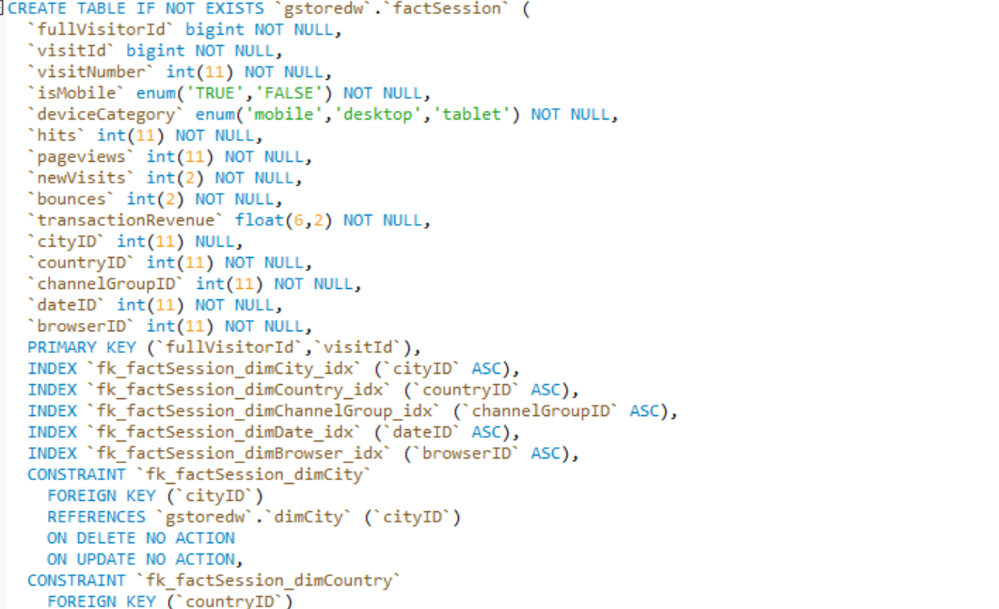 CREATE TABLE IF NOT EXISTS `gstoredw`.`factSession` (
`fullVisitorId` bigint NOT NULL,
`visitId` bigint NOT NULL,
`visitNumber` int(11) NOT NULL,
`isMobile` enum('TRUE','FALSE') NOT NULL,
`deviceCategory` enum('mobile','desktop','tablet') NOT NULL,
`hits` int(11) NOT NULL,
`pageviews` int(11) NOT NULL,
`newVisits` int(2) NOT NULL,
`bounces` int(2) NOT NULL,
`transactionRevenue` float(6,2) NOT NULL,
`cityID` int(11) NULL,
`countryID` int(11) NOT NULL,
`channelGroupID` int(11) NOT NULL,
`dateID` int(11) NOT NULL,
`browserID` int(11) NOT NULL,
PRIMARY KEY (`fullVisitorId`,`visitId`),
INDEX `fk_factSession_dimCity_idx` (`cityID` ASC),
INDEX `fk_factSession_dimCountry_idx` (`countryID` ASC),
INDEX `fk_factSession_dimChannelGroup_idx` (`channelGroupID` ASC),
INDEX `fk_factSession_dimDate_idx` (`dateID` ASC),
INDEX `fk_factSession_dimBrowser_idx` (`browserID` ASC),
CONSTRAINT `fk_factSession_dimCity`
FOREIGN KEY (`cityID`)
REFERENCES `gstoredw`.`dimCity` (`cityID`)
ON DELETE NO ACTION
ON UPDATE NO ACTION,
CONSTRAINT `fk_factSession_dimCountry`
FOREIGN KEY (`countryID`)